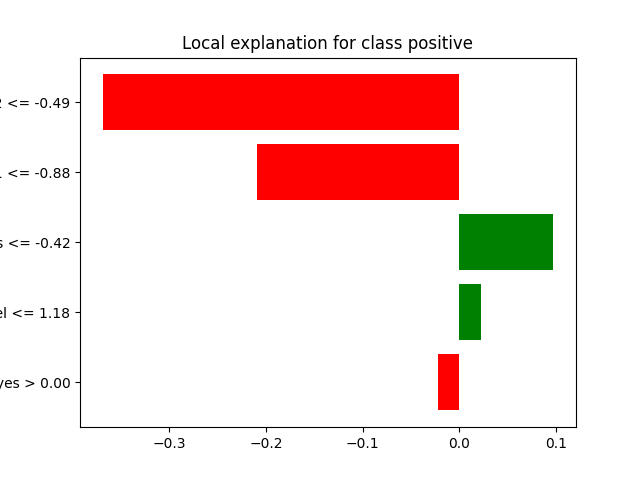 Local explanation for class positive
2 <= -0.49
<= -0.88
s <= -0.42
el <= 1.18
yes > 0.00
−0.3 −0.2 −0.1 0.0 0.1